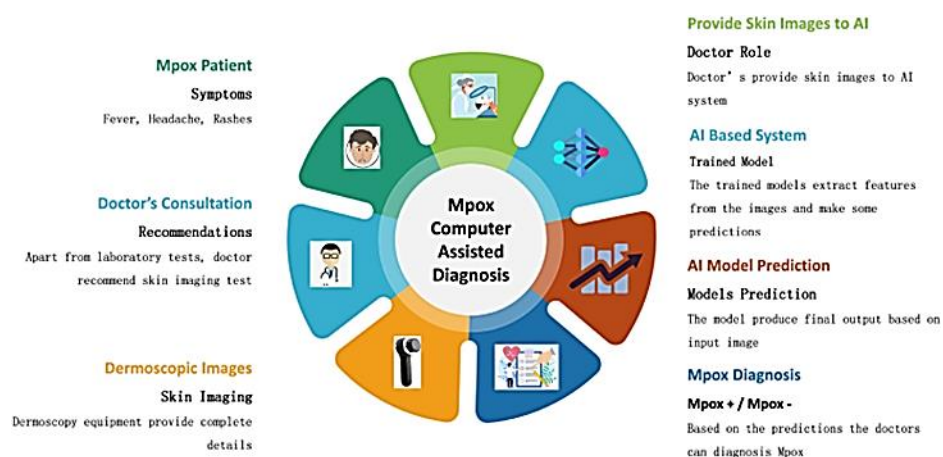 Mpox Patient
Symptoms
Fever, Headache, Rashes
Doctor's Consultation
Recommendations
Apart from laboratory tests, doctor
recommend skin imaging test
Dermoscopic Images
Skin Imaging
Dermoscopy equipment provide complete
details
Mpox
Computer
Assisted
Diagnosis
Provide Skin Images to AI
Doctor Role
Doctor's provide skin images to AI
system
AI Based System
Trained Model
The trained models extract features
from the images and make some
predictions
AI Model Prediction
Models Prediction
The model produce final output based on
input image
Mpox Diagnosis
Mpox + / Mpox -
Based on the predictions the doctors
can diagnosis Mpox